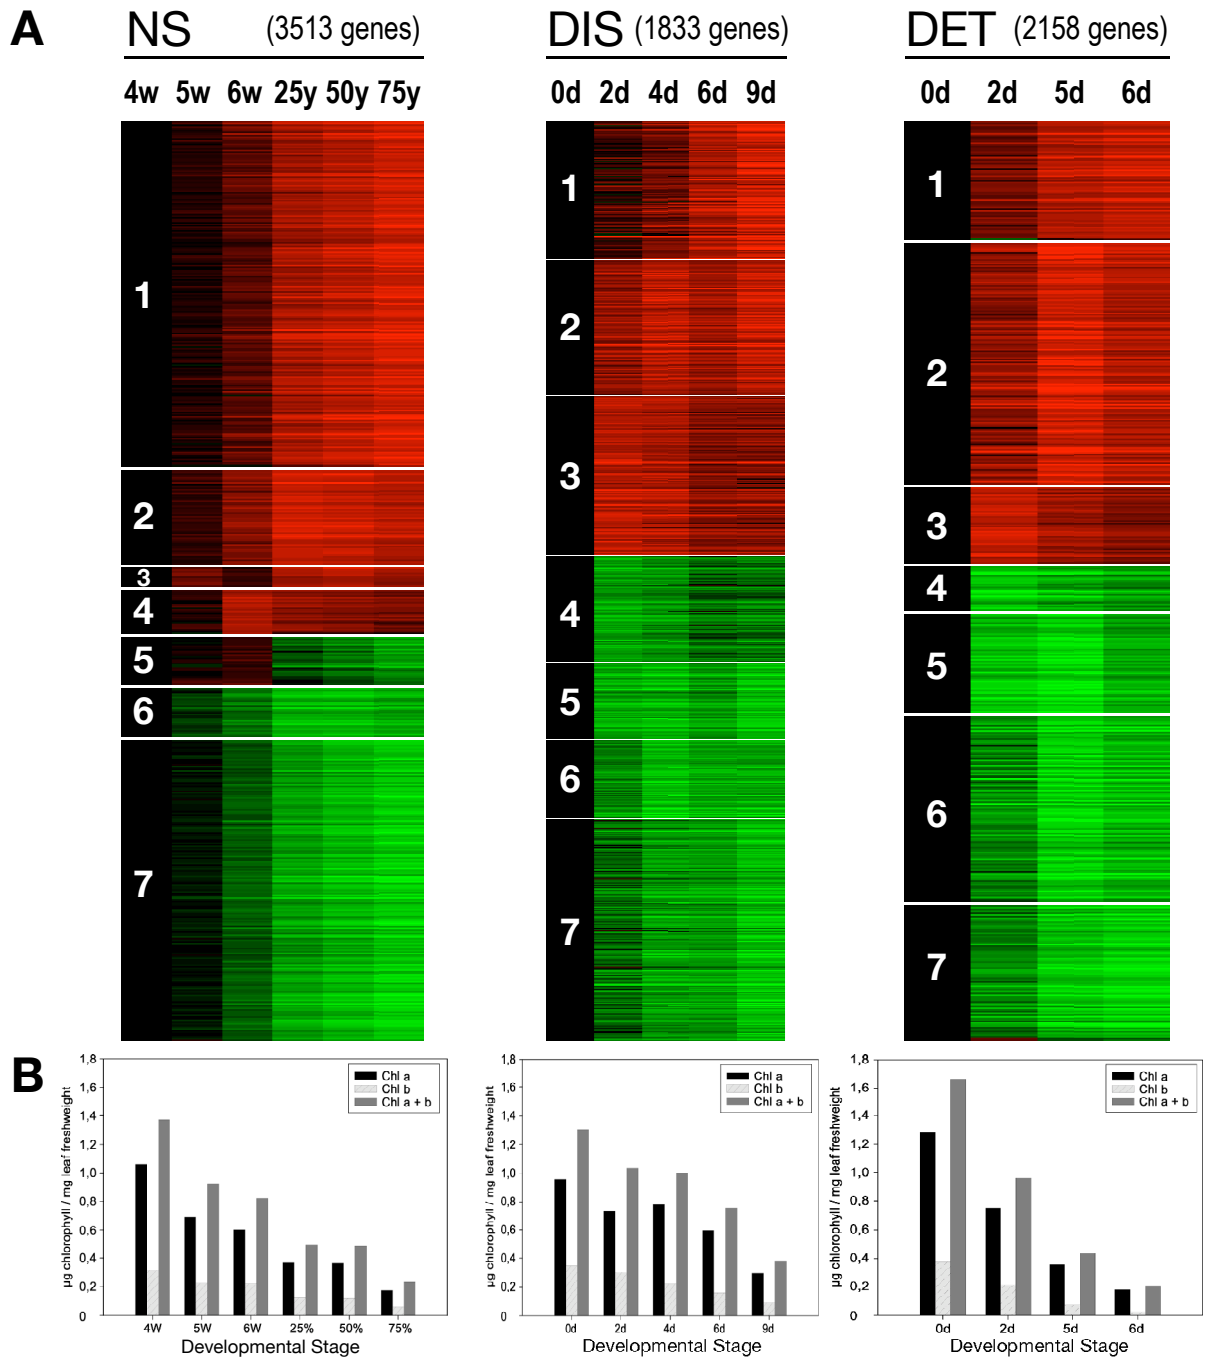 A
NS (3513 genes)
4w 5w 6w 25y 50y 75y
1
2
3
4
5
6
7
DIS (1833 genes)
0d 2d 4d 6d 9d
1
2
3
4
5
6
7
DET (2158 genes)
0d 2d 5d 6d
1
2
3
4
5
6
7
B
µg chlorophyll / mg leaf freshweight
1,8
1,6
1,4
1,2
1,0
0,8
0,6
0,4
0,2
0
Chl a
Chl b
Chl a + b
4W 5W 6W 25% 50% 75%
Developmental Stage
µg chlorophyll / mg leaf freshweight
1,8
1,6
1,4
1,2
1,0
0,8
0,6
0,4
0,2
0
Chl a
Chl b
Chl a + b
0d 2d 4d 6d 9d
Developmental Stage
µg chlorophyll / mg leaf freshweight
1,8
1,6
1,4
1,2
1,0
0,8
0,6
0,4
0,2
0
Chl a
Chl b
Chl a + b
0d 2d 5d 6d
Developmental Stage